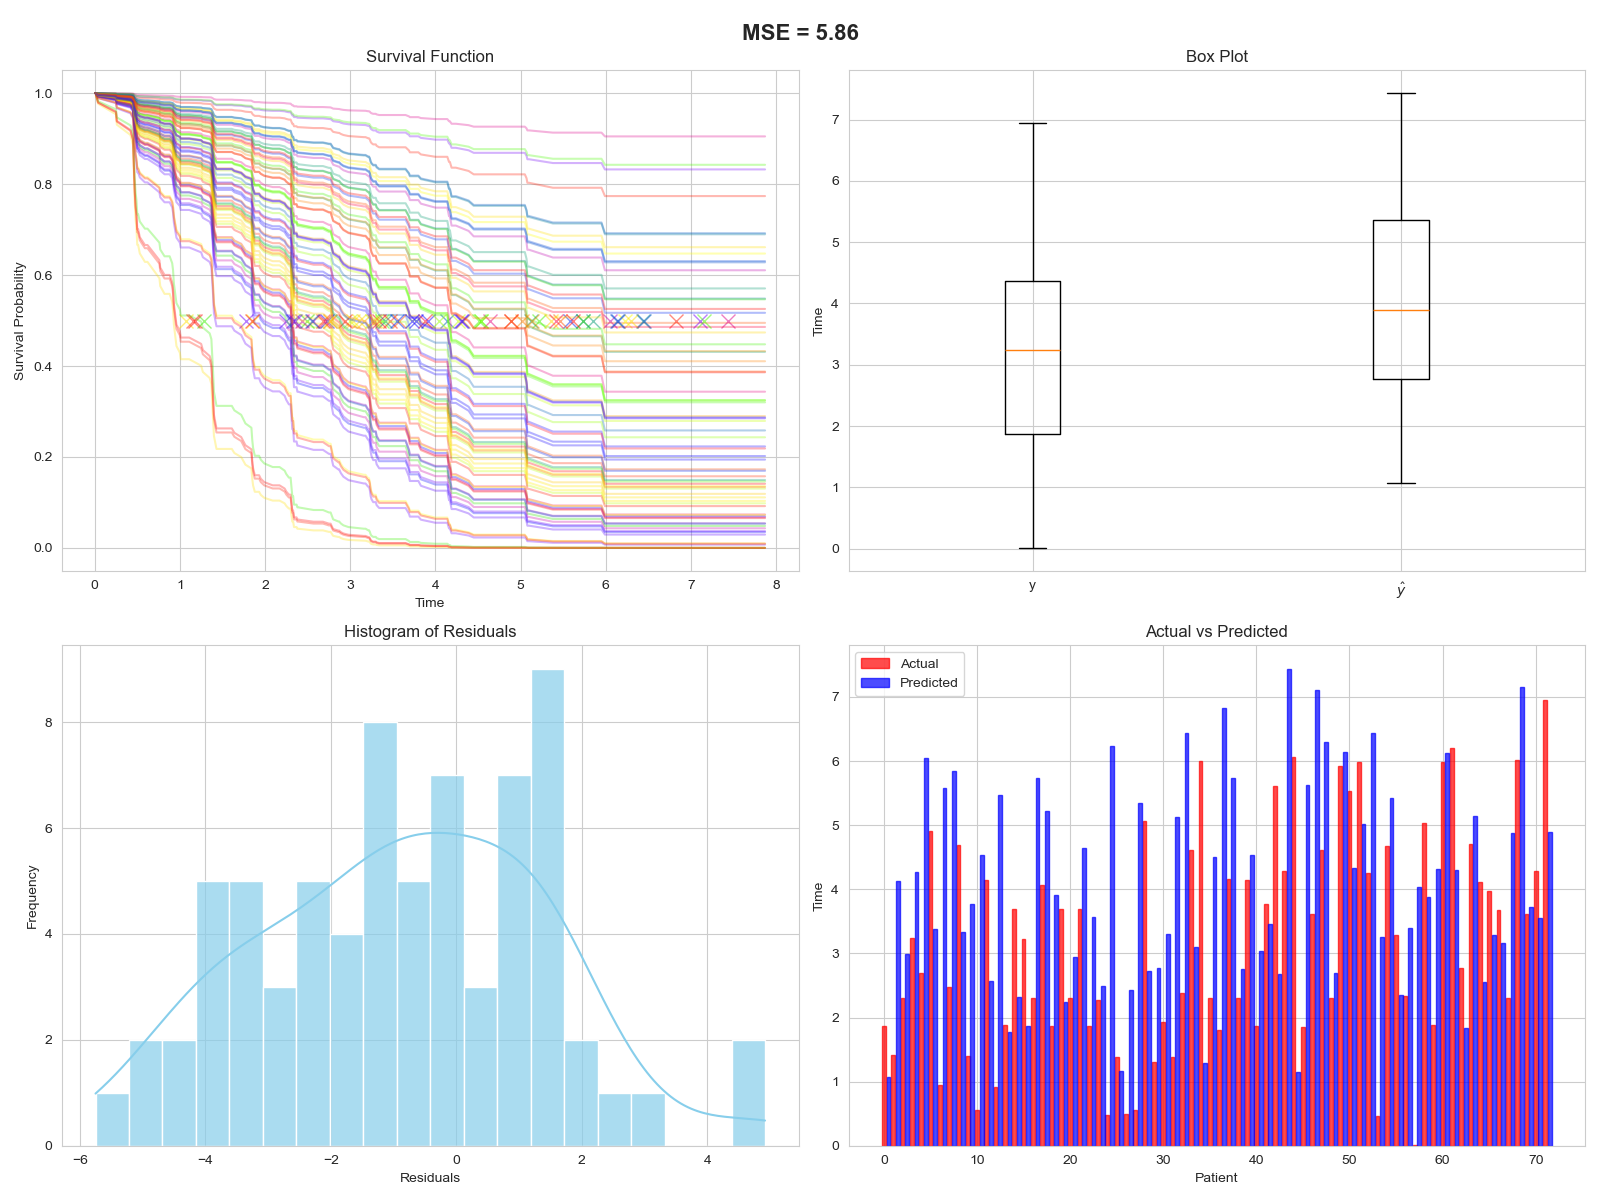 MSE = 5.86
Survival Function
Survival Probability
1.0
0.8
0.6
0.4
0.2
0.0
0 1 2 3 4 5 6 7 8
Time
Box Plot
Time
7
6
5
4
3
2
1
0
y ŷ
Histogram of Residuals
Frequency
8
6
4
2
0
−6 −4 −2 0 2 4
Residuals
Actual vs Predicted
Actual
Predicted
Time
7
6
5
4
3
2
1
0
0 10 20 30 40 50 60 70
Patient